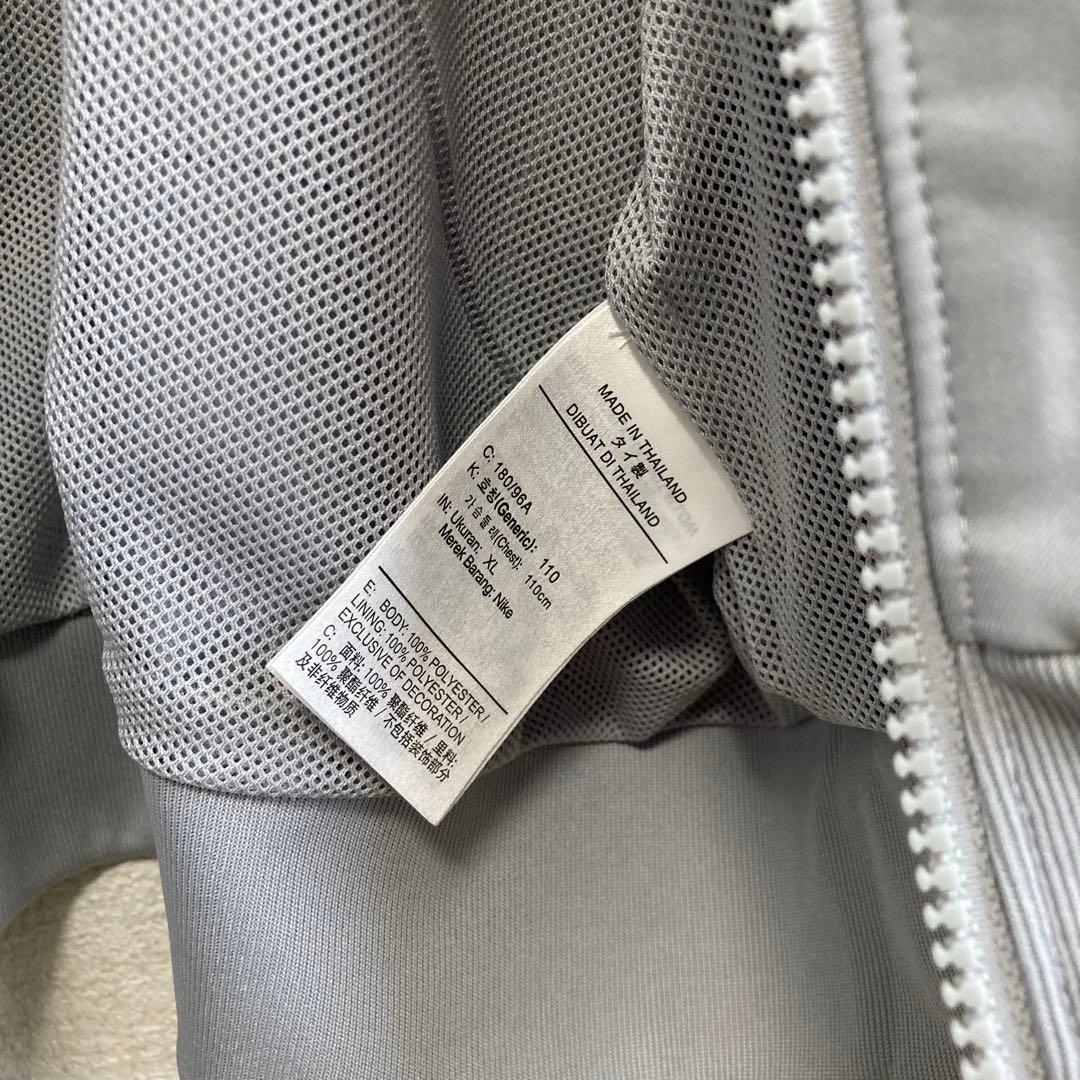 MADE IN THAILAND
タイ製
DIBUAT DI THAILAND
C: 180/96A
K: 호칭(Generic): 110
가슴둘레(Chest): 110cm
IN: Ukuran: XL
Merek Barang: Nike
E: BODY: 100% POLYESTER/
LINING: 100% POLYESTER/
EXCLUSIVE OF DECORATION
C: 面料: 100% 聚酯纤维 / 里料:
100% 聚酯纤维 / 不包括装饰部分
及非纤维物质